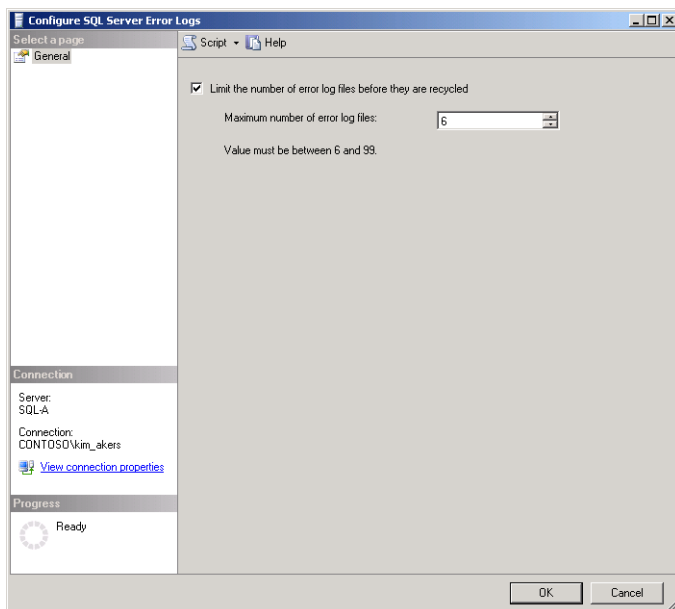 Configure SQL Server Error Logs
Select a page
General
Script Help
Limit the number of error log files before they are recycled
Maximum number of error log files: 6
Value must be between 6 and 99.
Connection
Server:
SQL-A
Connection:
CONTOSO\kim_akers
View connection properties
Progress
Ready
OK Cancel